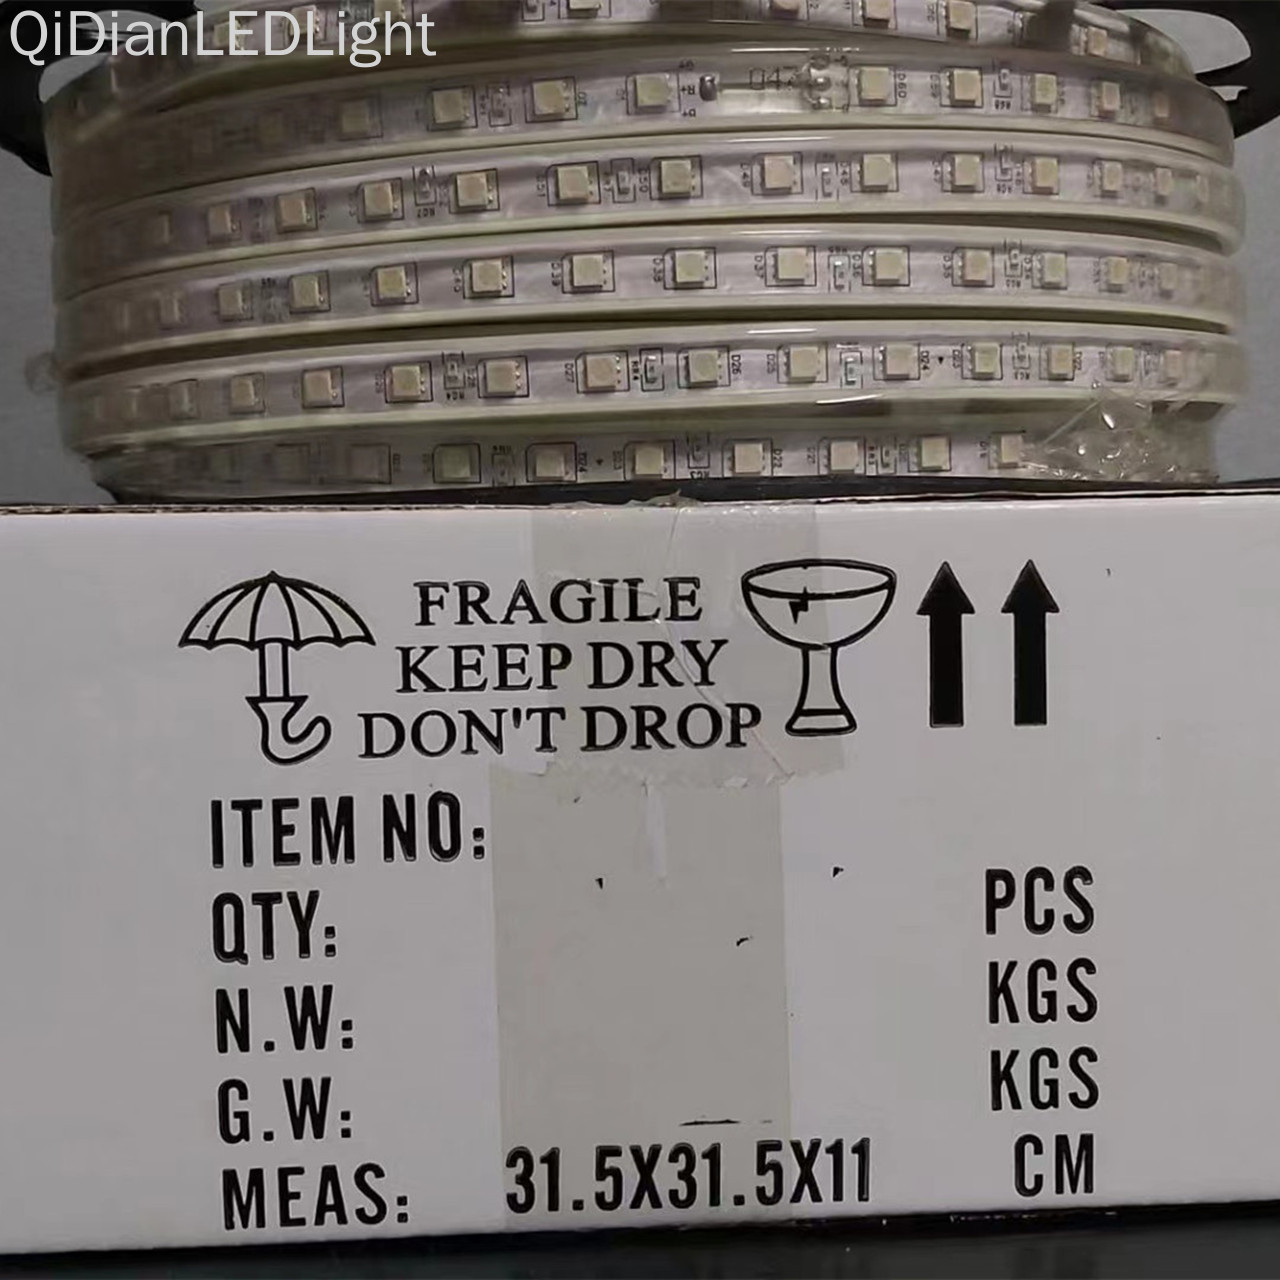 QiDianLEDLight
FRAGILE
KEEP DRY
DON'T DROP
ITEM NO:
QTY: PCS
N.W: KGS
G.W: KGS
MEAS: 31.5X31.5X11 CM